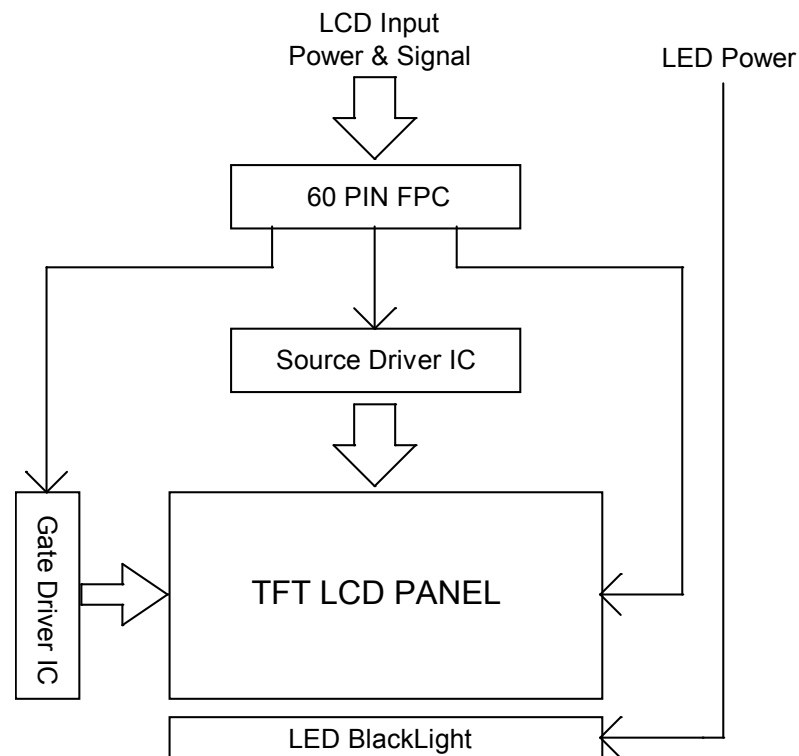 LCD Input
Power & Signal
LED Power
60 PIN FPC
Source Driver IC
Gate Driver IC
TFT LCD PANEL
LED BlackLight